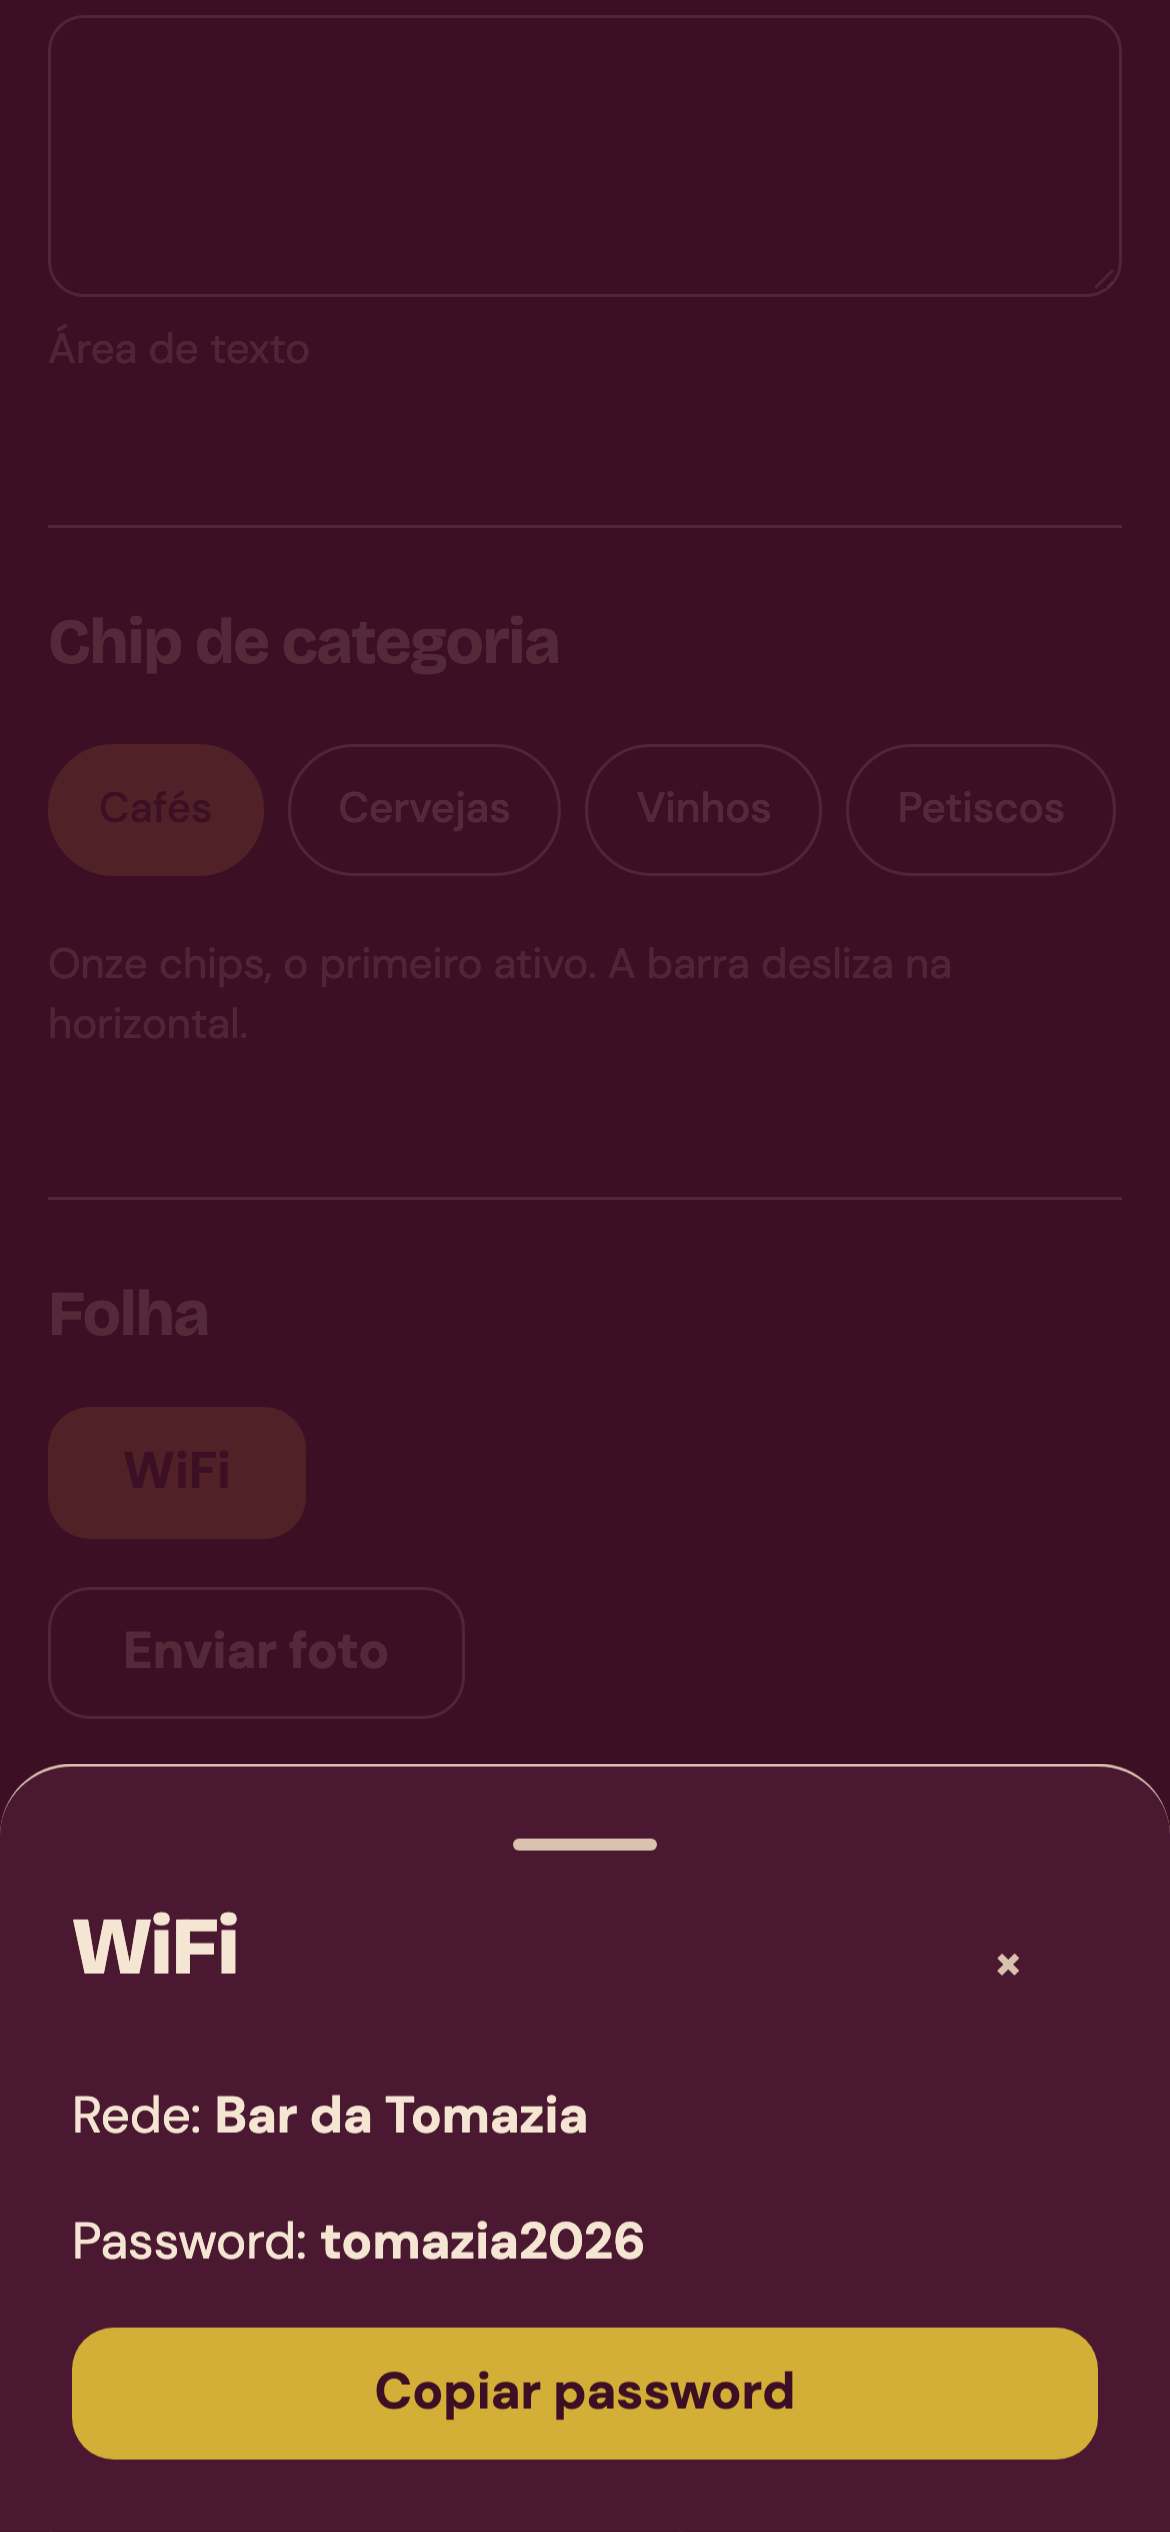 Área de texto
Chip de categoria
Cafés
Cervejas
Vinhos
Petiscos
Onze chips, o primeiro ativo. A barra desliza na
horizontal.
Folha
WiFi
Enviar foto
WiFi
×
Rede: Bar da Tomazia
Password: tomazia2026
Copiar password